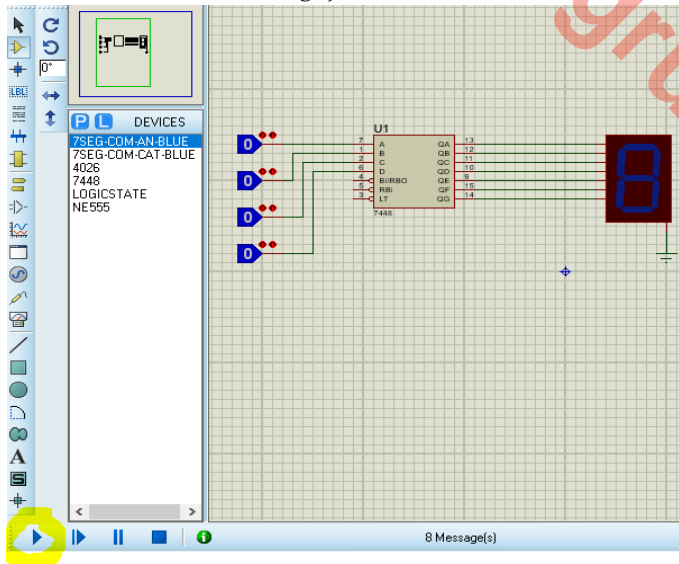 0°
LBL
P L DEVICES
7SEG-COM-AN-BLUE
7SEG-COM-CAT-BLUE
4026
7448
LOGICSTATE
NE555
U1
0
0
0
0
7 A QA 13
1 B QB 12
2 C QC 11
6 D QD 10
4 BI/RBO QE 9
5 RBI QF 15
3 LT QG 14
7448
A
S
8 Message(s)
gru